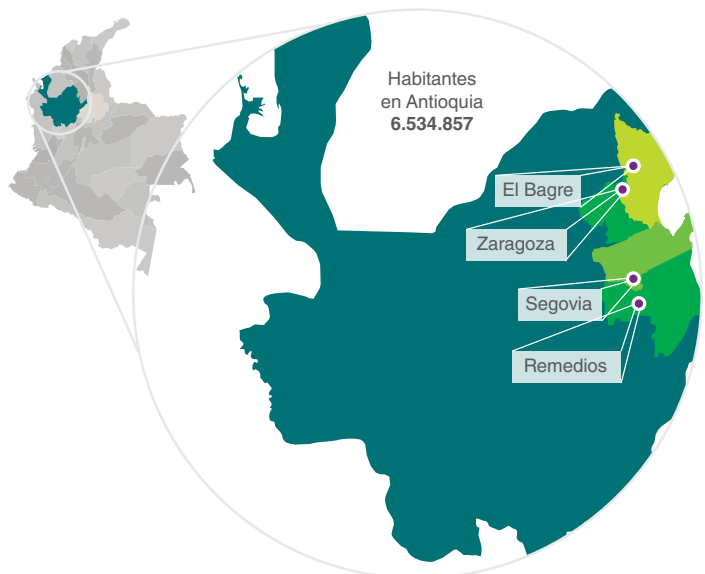 Habitantes
en Antioquia
6.534.857
El Bagre
Zaragoza
Segovia
Remedios